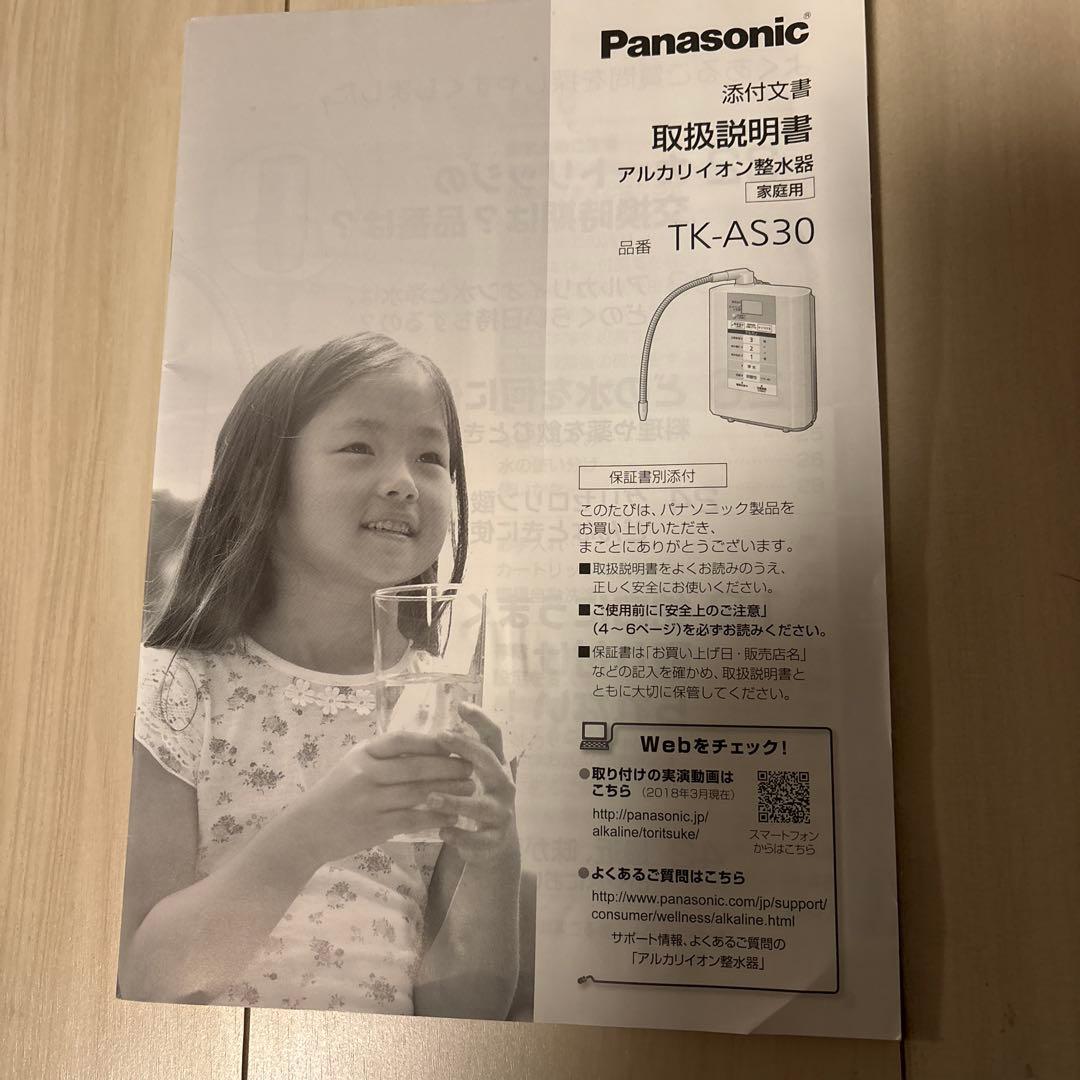 Panasonic®
添付文書
取扱説明書
アルカリイオン整水器
家庭用
品番 TK-AS30
3
2
1
保証書別添付
このたびは、パナソニック製品を
お買い上げいただき、
まことにありがとうございます。
■取扱説明書をよくお読みのうえ、
正しく安全にお使いください。
■ご使用前に「安全上のご注意」
（4～6ページ）を必ずお読みください。
■保証書は「お買い上げ日・販売店名」
などの記入を確かめ、取扱説明書と
ともに大切に保管してください。
Webをチェック！
●取り付けの実演動画は
こちら （2018年3月現在）
http://panasonic.jp/
alkaline/toritsuke/
スマートフォン
からはこちら
●よくあるご質問はこちら
http://www.panasonic.com/jp/support/
consumer/wellness/alkaline.html
サポート情報、よくあるご質問の
「アルカリイオン整水器」